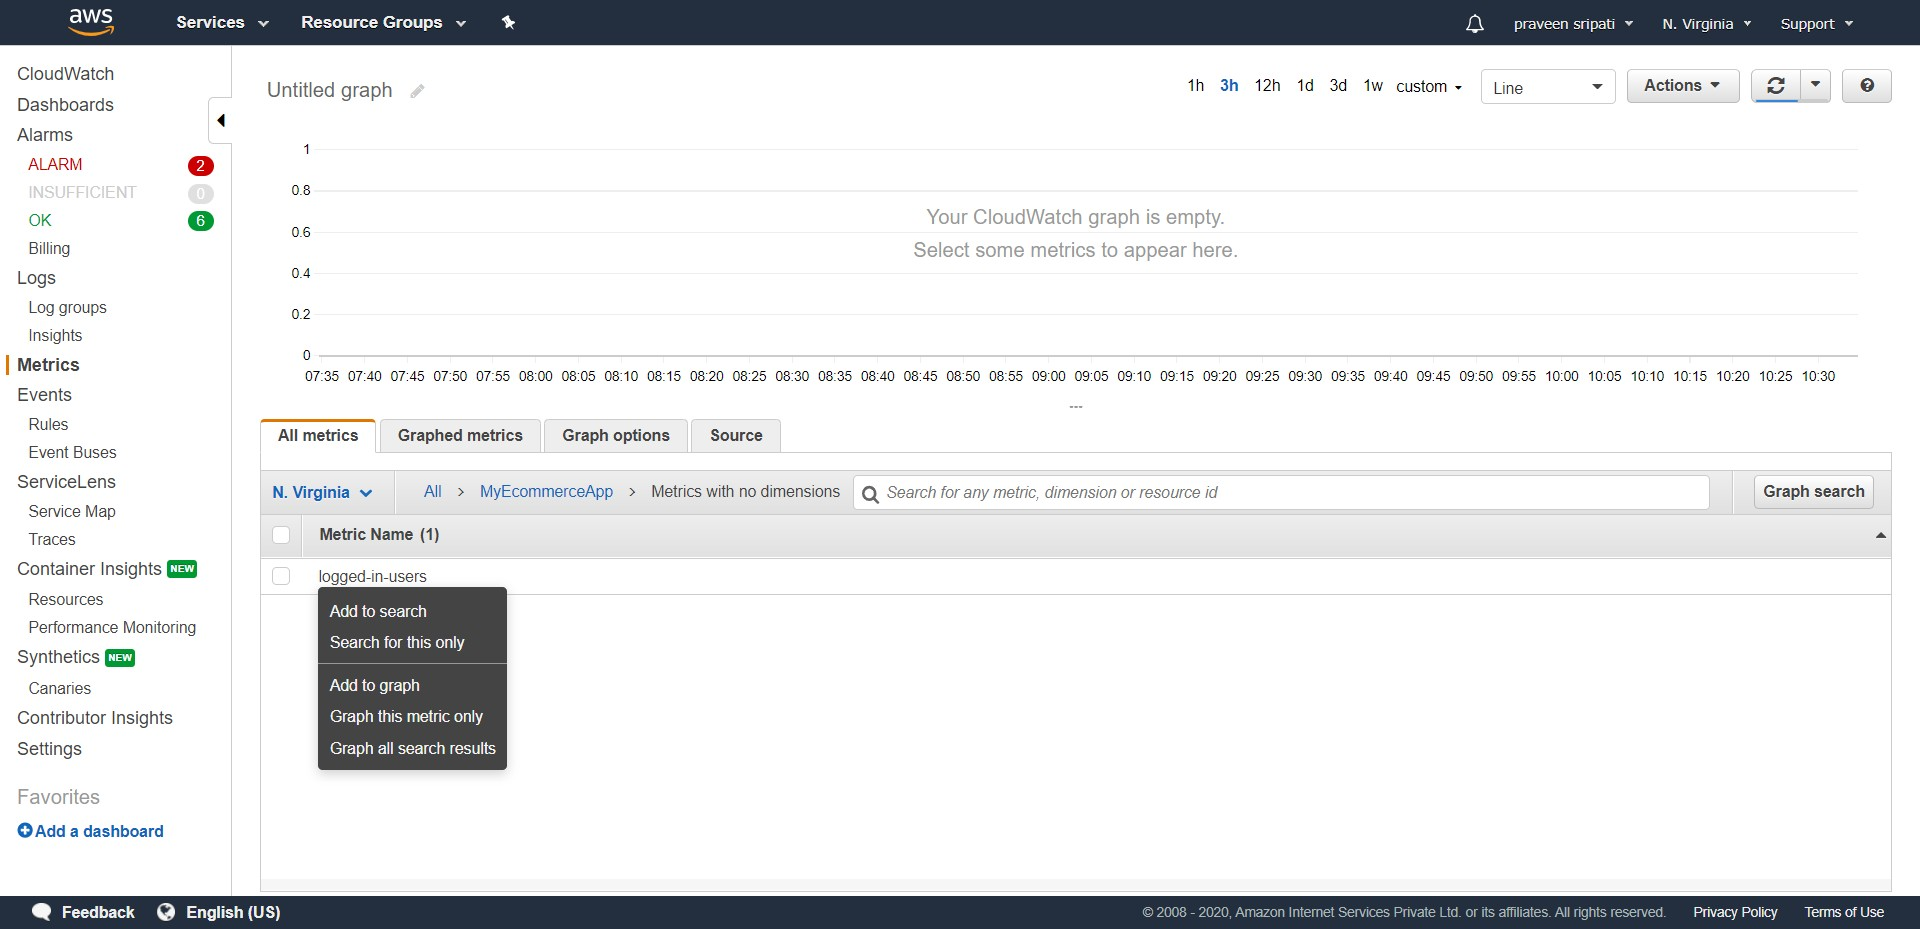 aws Services Resource Groups praveen sripati N. Virginia Support
CloudWatch
Dashboards
Alarms
ALARM 2
INSUFFICIENT 0
OK 6
Billing
Logs
Log groups
Insights
Metrics
Events
Rules
Event Buses
ServiceLens
Service Map
Traces
Container Insights NEW
Resources
Performance Monitoring
Synthetics NEW
Canaries
Contributor Insights
Settings
Favorites
Add a dashboard
Untitled graph 1h 3h 12h 1d 3d 1w custom Line Actions
1
0.8
Your CloudWatch graph is empty.
0.6
Select some metrics to appear here.
0.4
0.2
0
07:35 07:40 07:45 07:50 07:55 08:00 08:05 08:10 08:15 08:20 08:25 08:30 08:35 08:40 08:45 08:50 08:55 09:00 09:05 09:10 09:15 09:20 09:25 09:30 09:35 09:40 09:45 09:50 09:55 10:00 10:05 10:10 10:15 10:20 10:25 10:30
All metrics Graphed metrics Graph options Source
N. Virginia All > MyEcommerceApp > Metrics with no dimensions Search for any metric, dimension or resource id Graph search
Metric Name (1)
logged-in-users
Add to search
Search for this only
Add to graph
Graph this metric only
Graph all search results
Feedback English (US) © 2008 - 2020, Amazon Internet Services Private Ltd. or its affiliates. All rights reserved. Privacy Policy Terms of Use